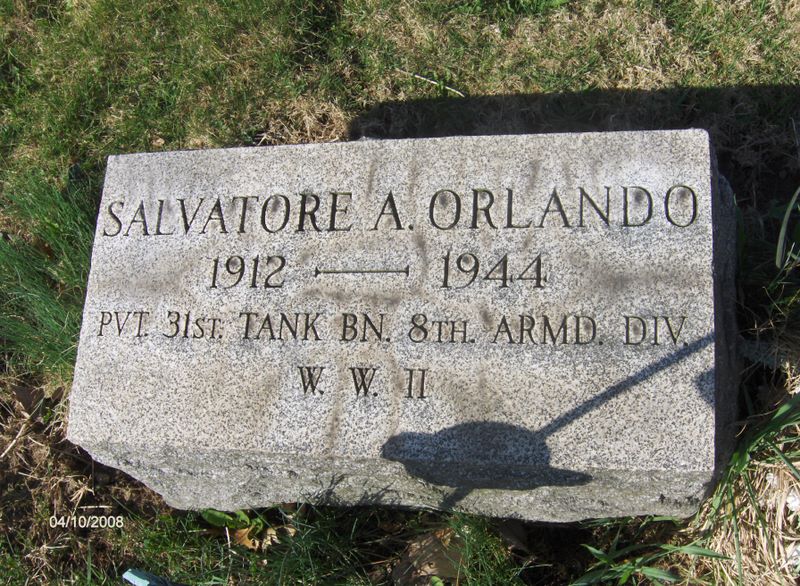 SALVATORE A. ORLANDO
1912 — 1944
PVT. 31ST. TANK BN. 8TH. ARMD. DIV.
W. W. II
04/10/2008